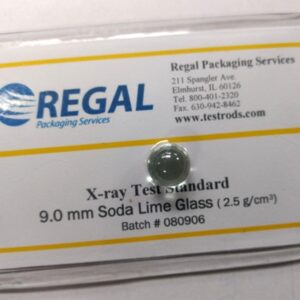 REGAL
Packaging Services
Regal Packaging Services
211 Spangler Ave.
Elmhurst, IL 60126
Tel. 800-401-2320
Fax. 630-942-8462
www.testrods.com
X-ray Test Standard
9.0 mm Soda Lime Glass ( 2.5 g/cm³)
Batch # 080906